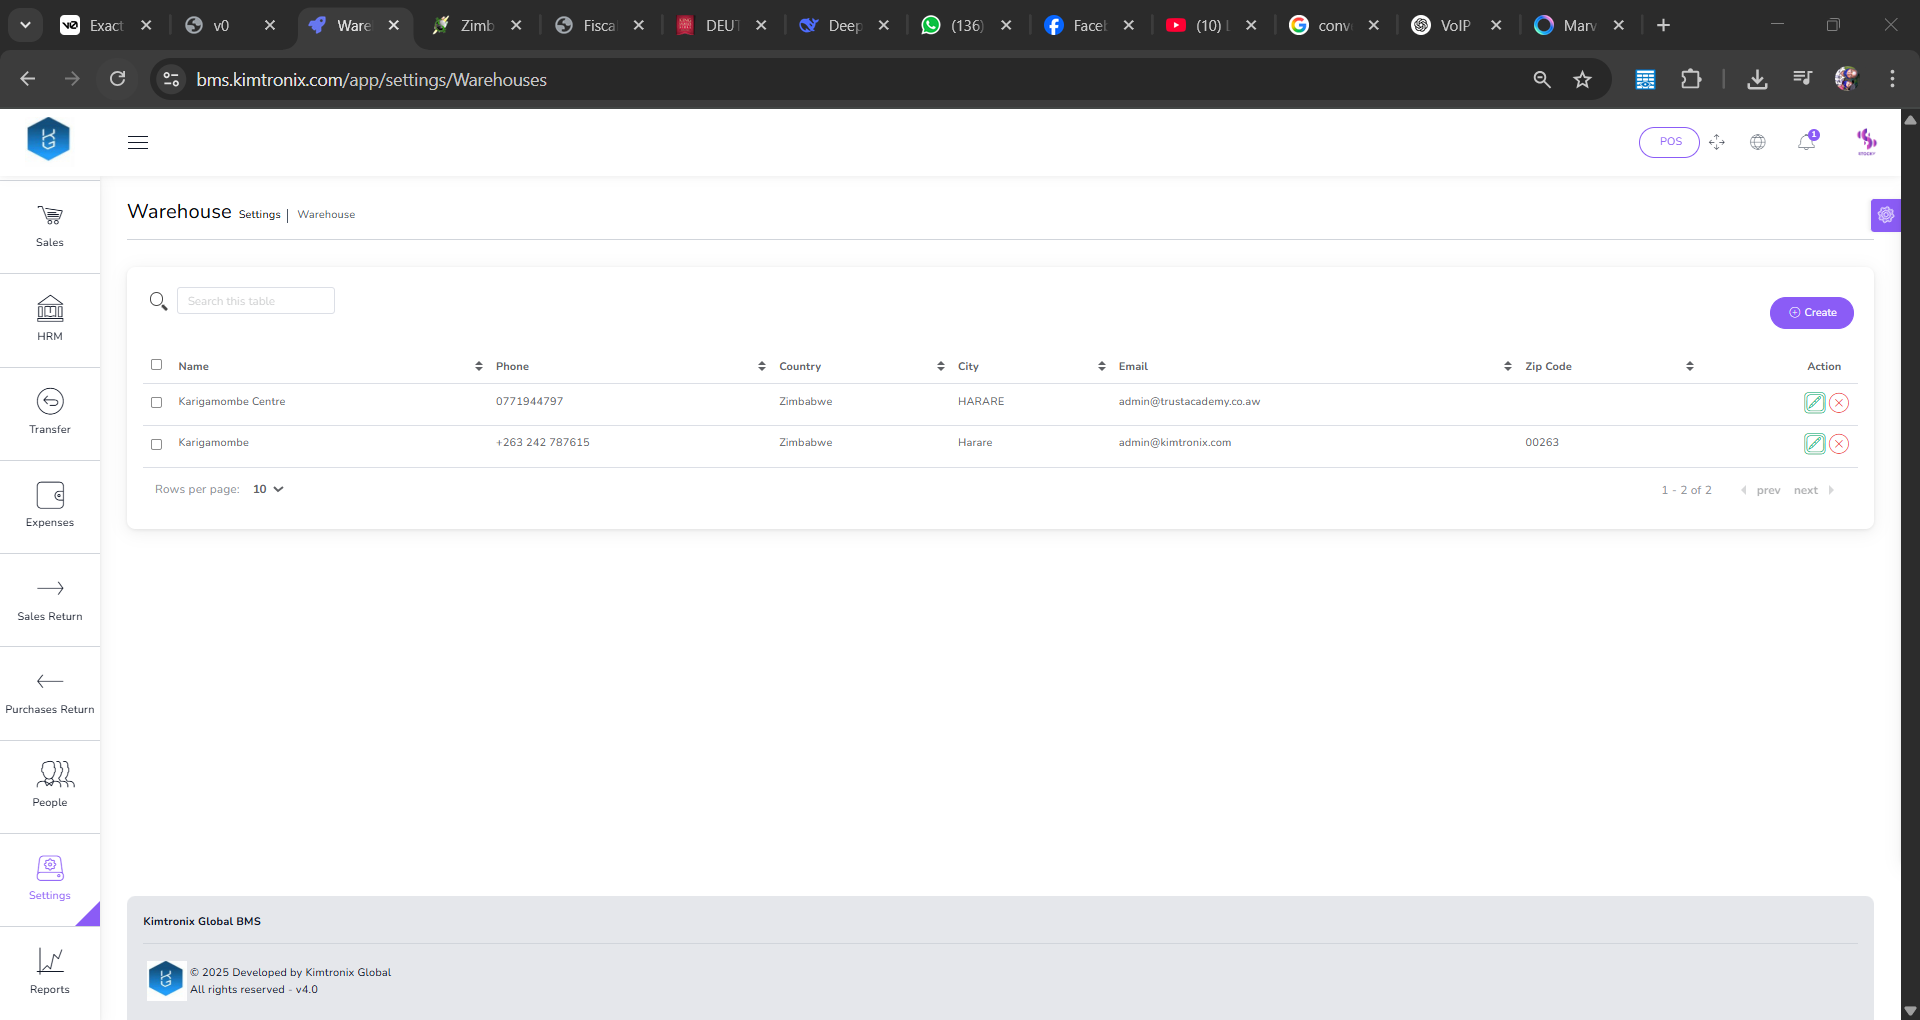 Exact
v0
Ware
Zimb
Fisca
DEUT
Deep
(136)
Faceb
(10) L
conv
VoIP
Marv
bms.kimtronix.com/app/settings/Warehouses
POS
1
Warehouse Settings | Warehouse
Sales
HRM
Transfer
Expenses
Sales Return
Purchases Return
People
Settings
Reports
Search this table
Create
Name Phone Country City Email Zip Code Action
Karigamombe Centre 0771944797 Zimbabwe HARARE admin@trustacademy.co.aw
Karigamombe +263 242 787615 Zimbabwe Harare admin@kimtronix.com 00263
Rows per page: 10 1 - 2 of 2 prev next
Kimtronix Global BMS
© 2025 Developed by Kimtronix Global
All rights reserved - v4.0